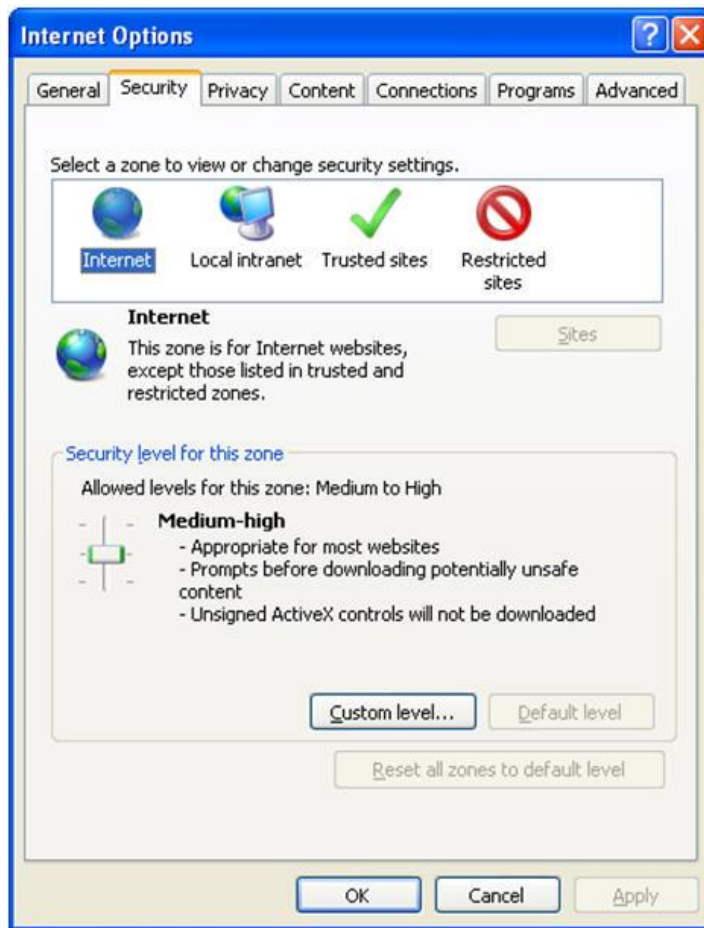 Internet Options
General Security Privacy Content Connections Programs Advanced
Select a zone to view or change security settings.
Internet Local intranet Trusted sites Restricted
sites
Internet
Sites
This zone is for Internet websites,
except those listed in trusted and
restricted zones.
Security level for this zone
Allowed levels for this zone: Medium to High
Medium-high
- Appropriate for most websites
- Prompts before downloading potentially unsafe
content
- Unsigned ActiveX controls will not be downloaded
Custom level... Default level
Reset all zones to default level
OK Cancel Apply